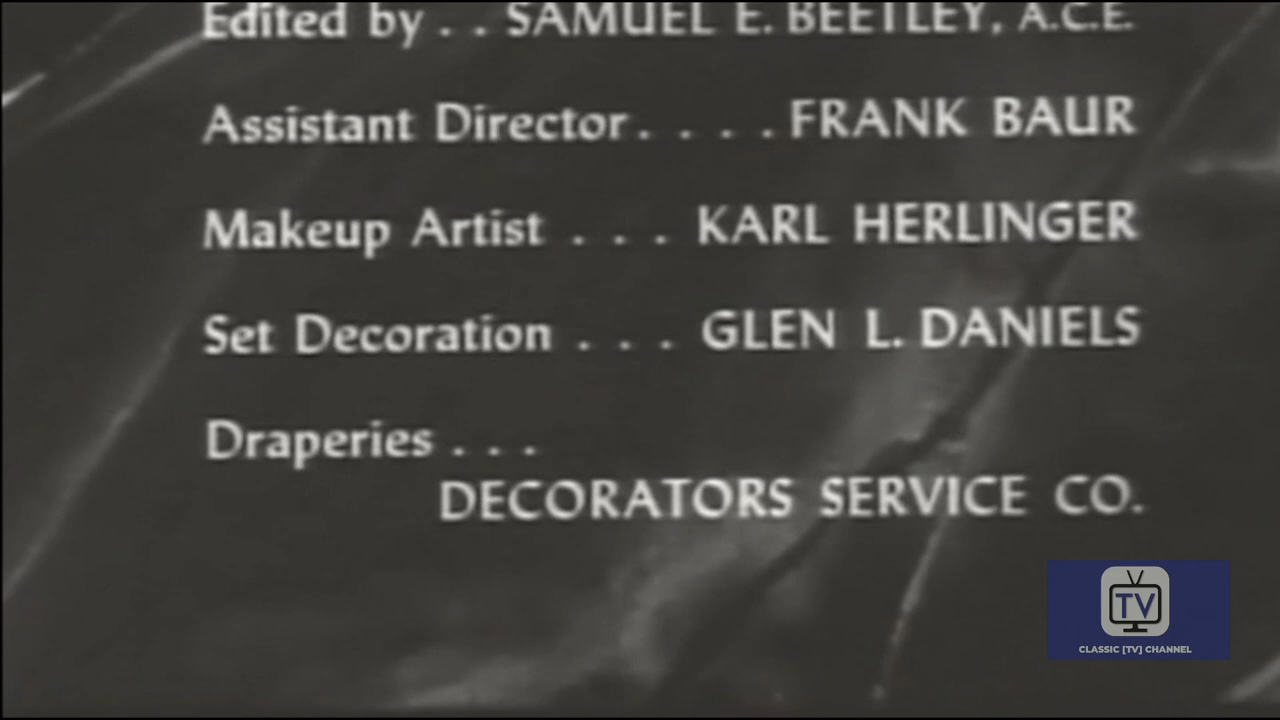 Edited by . . SAMUEL E. BEETLEY, A.C.E.
Assistant Director. . . . FRANK BAUR
Makeup Artist . . . KARL HERLINGER
Set Decoration . . . GLEN L. DANIELS
Draperies . . .
DECORATORS SERVICE CO.
TV
CLASSIC [TV] CHANNEL